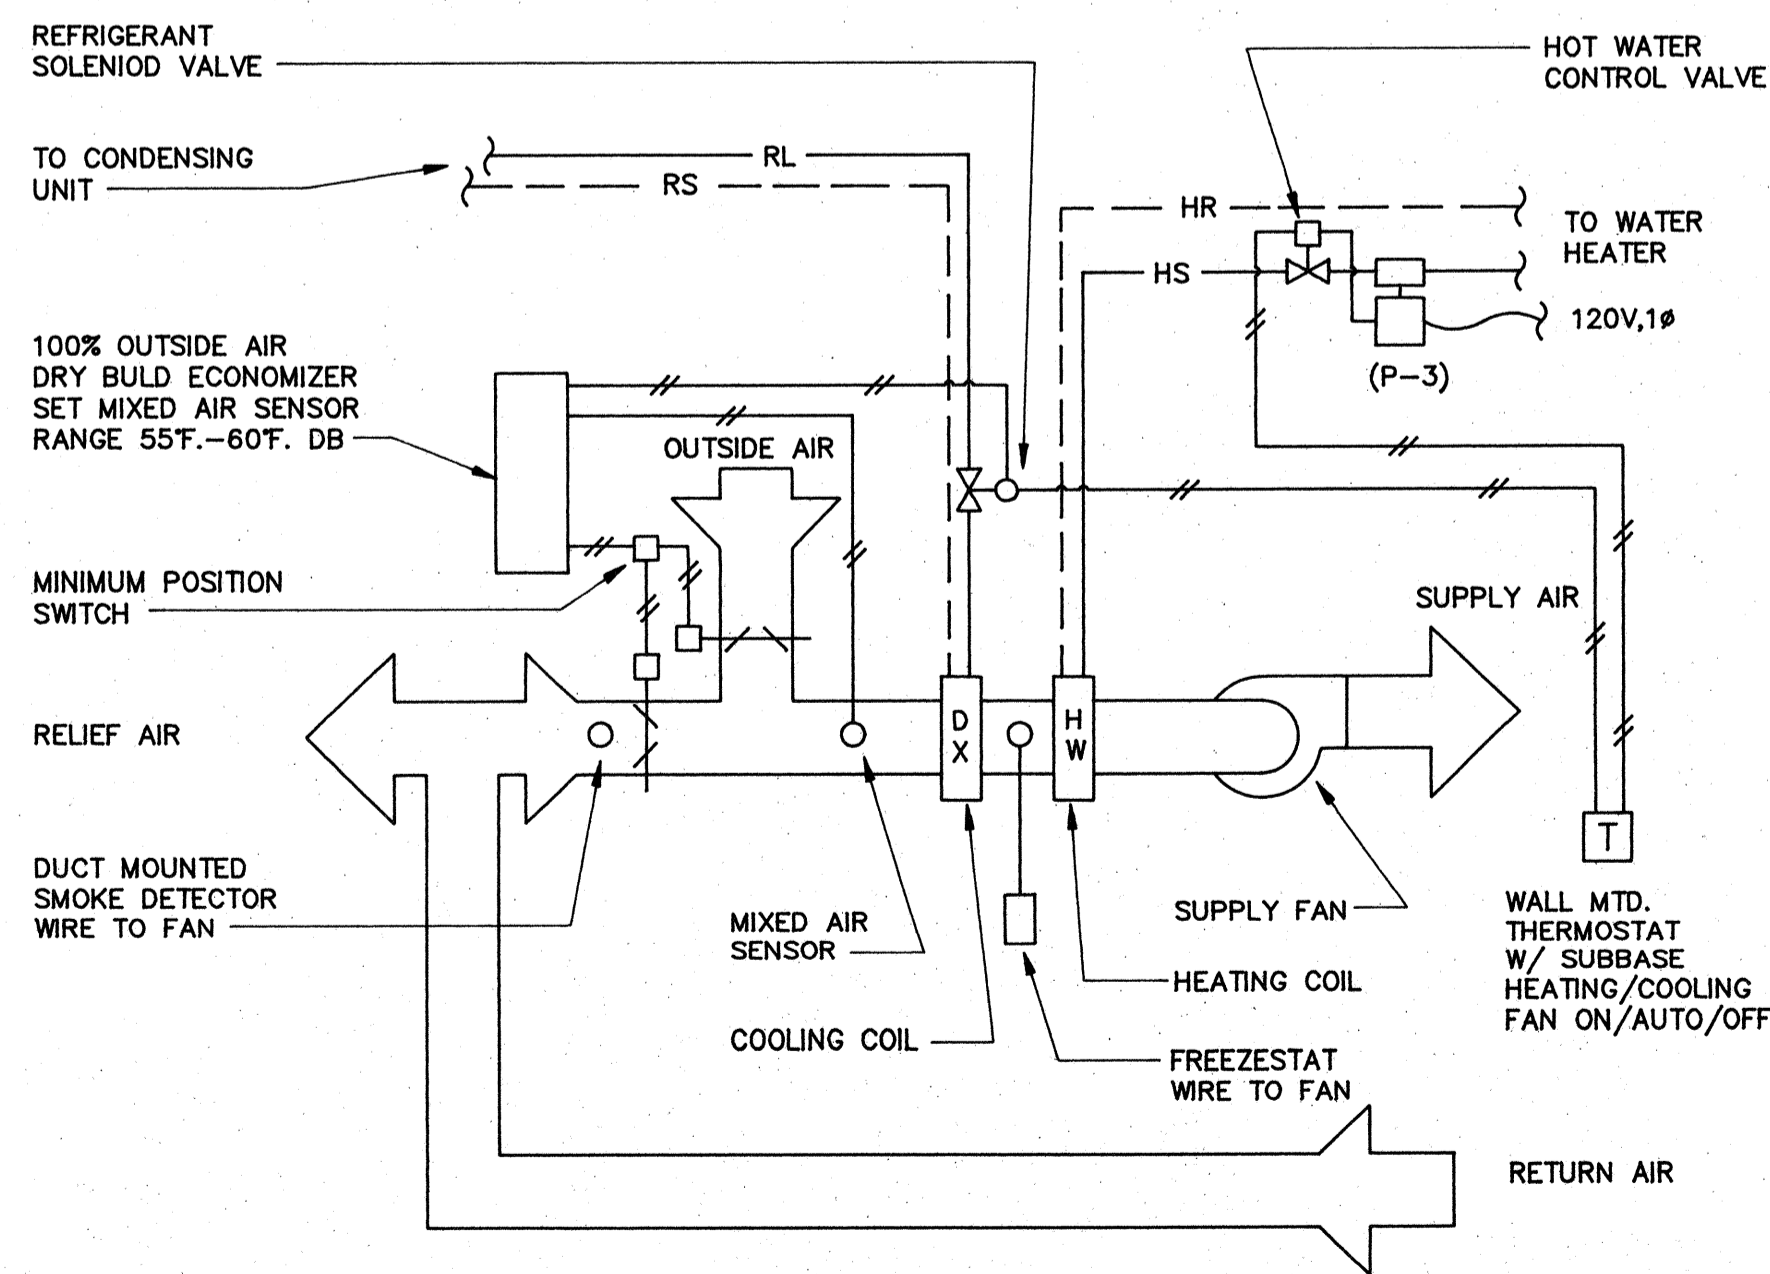 REFRIGERANT
SOLENIOD VALVE
HOT WATER
CONTROL VALVE
TO CONDENSING
UNIT
RL
RS
HR
HS
TO WATER
HEATER
120V,1ø
(P-3)
100% OUTSIDE AIR
DRY BULD ECONOMIZER
SET MIXED AIR SENSOR
RANGE 55°F.-60°F. DB
OUTSIDE AIR
MINIMUM POSITION
SWITCH
SUPPLY AIR
RELIEF AIR
D
X
H
W
T
DUCT MOUNTED
SMOKE DETECTOR
WIRE TO FAN
MIXED AIR
SENSOR
SUPPLY FAN
WALL MTD.
THERMOSTAT
W/ SUBBASE
HEATING/COOLING
FAN ON/AUTO/OFF
HEATING COIL
COOLING COIL
FREEZESTAT
WIRE TO FAN
RETURN AIR